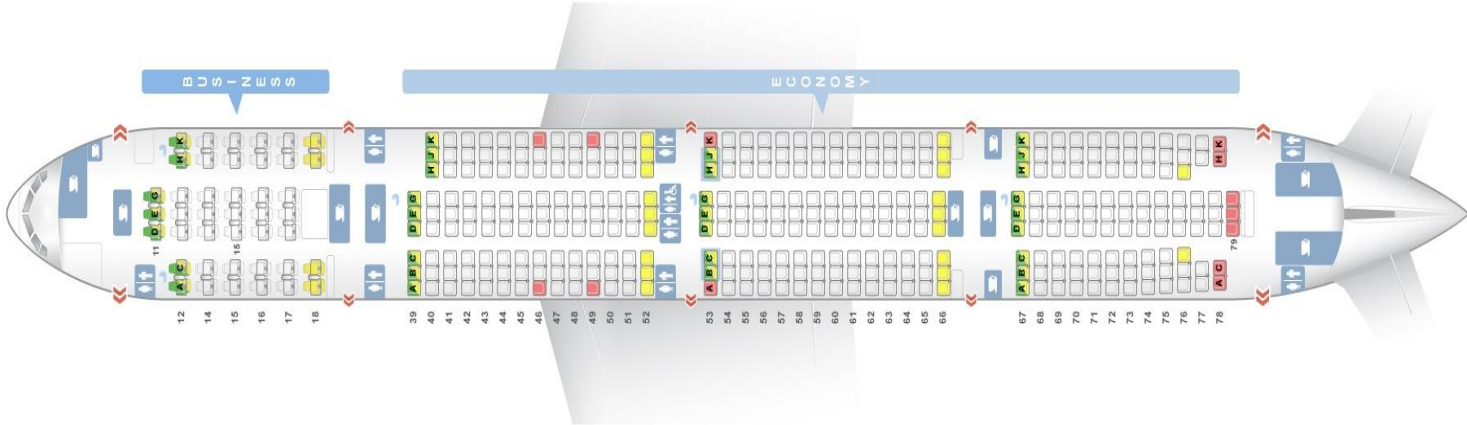 BUSINESS
ECONOMY
H K
H J K
H J K
H J K
H K
D E G
D E G
D E G
D E G
11
15
79
A C
A B C
A B C
A B C
A C
12 14 15 16 17 18 39 40 41 42 43 44 45 46 47 48 49 50 51 52 53 54 55 56 57 58 59 60 61 62 63 64 65 66 67 68 69 70 71 72 73 74 75 76 77 78